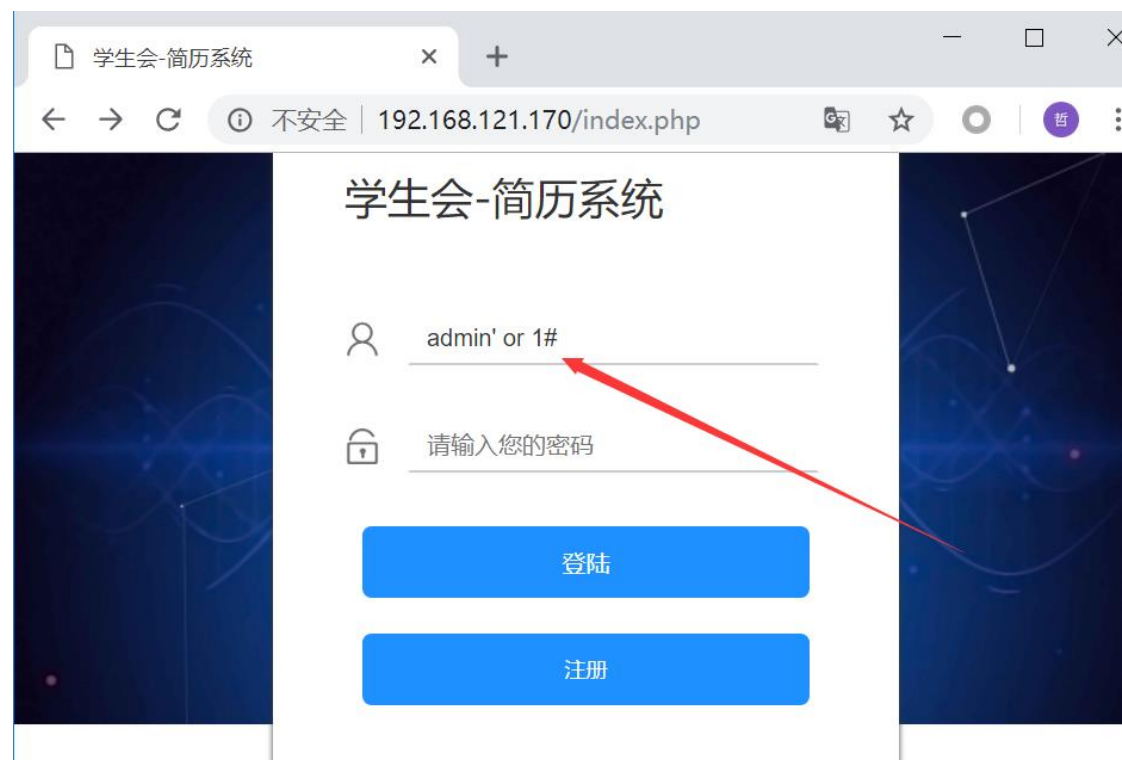 学生会-简历系统
不安全 192.168.121.170/index.php
哲
学生会-简历系统
admin' or 1#
请输入您的密码
登陆
注册